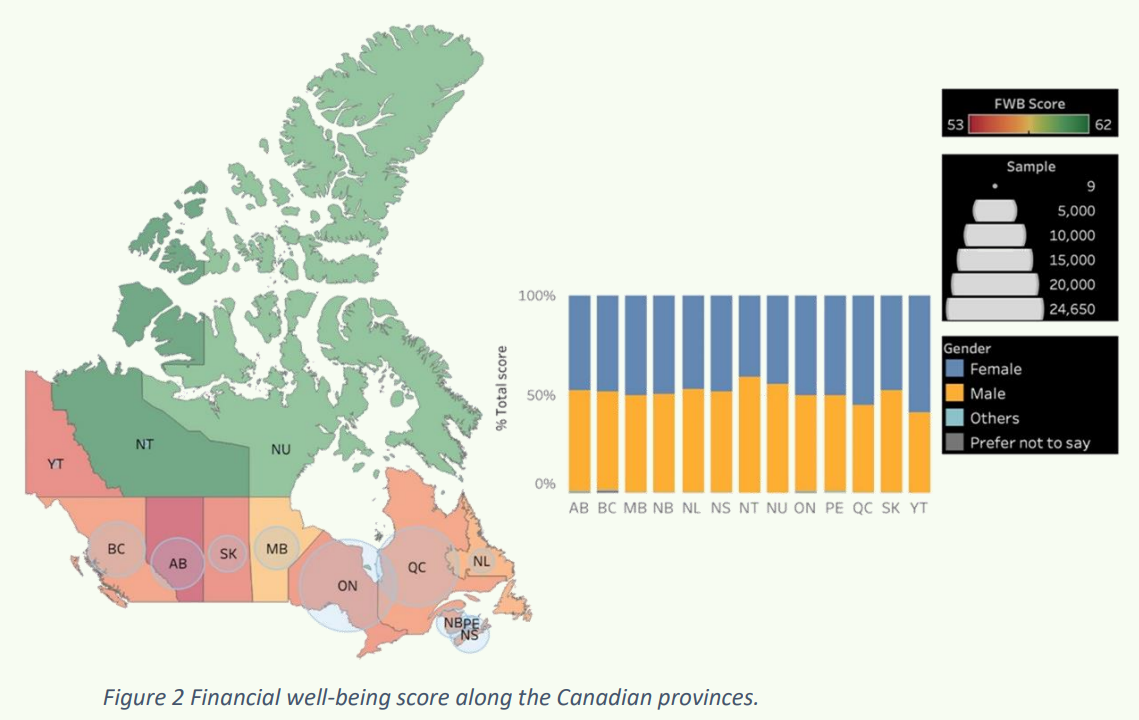 YT
NT
NU
BC
AB
SK
MB
ON
QC
NL
NB
PE
NS
% Total score
100%
50%
0%
AB BC MB NB NL NS NT NU ON PE QC SK YT
FWB Score
53 62
Sample
9
5,000
10,000
15,000
20,000
24,650
Gender
Female
Male
Others
Prefer not to say
Figure 2 Financial well-being score along the Canadian provinces.